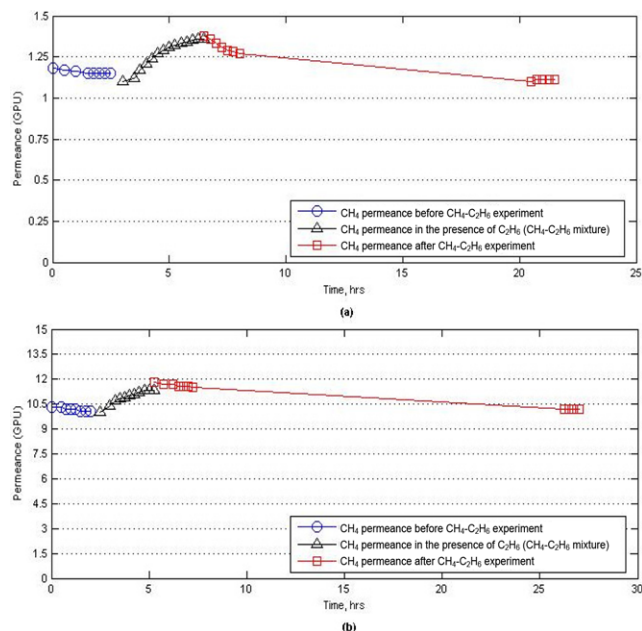 1.5
1.25
1
0.75
0.5
0.25
0
Permeance (GPU)
CH₄ permeance before CH₄-C₂H₆ experiment
CH₄ permeance in the presence of C₂H₆ (CH₄-C₂H₆ mixture)
CH₄ permeance after CH₄-C₂H₆ experiment
0 5 10 15 20 25
Time, hrs
(a)
15
13.5
12
10.5
9
7.5
6
4.5
3
1.5
0
Permeance (GPU)
CH₄ permeance before CH₄-C₂H₆ experiment
CH₄ permeance in the presence of C₂H₆ (CH₄-C₂H₆ mixture)
CH₄ permeance after CH₄-C₂H₆ experiment
0 5 10 15 20 25 30
Time, hrs
(b)